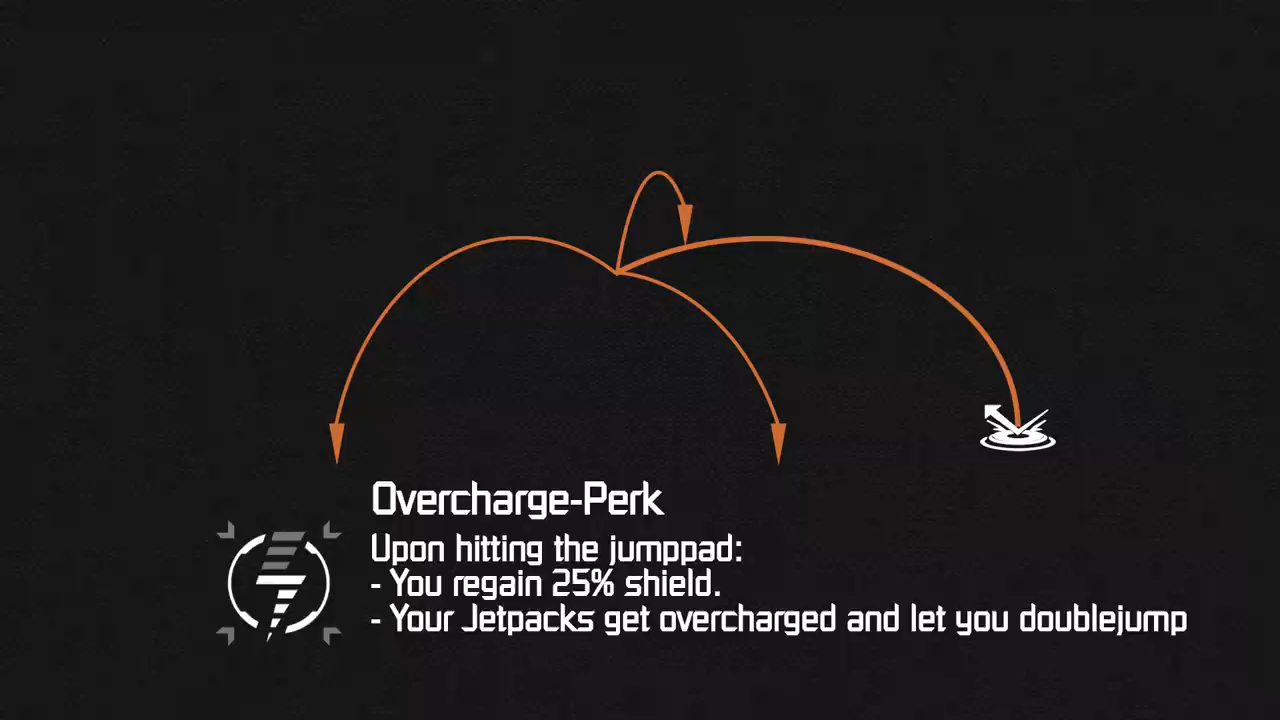 Overcharge-Perk
Upon hitting the jumppad:
- You regain 25% shield.
- Your Jetpacks get overcharged and let you doublejump